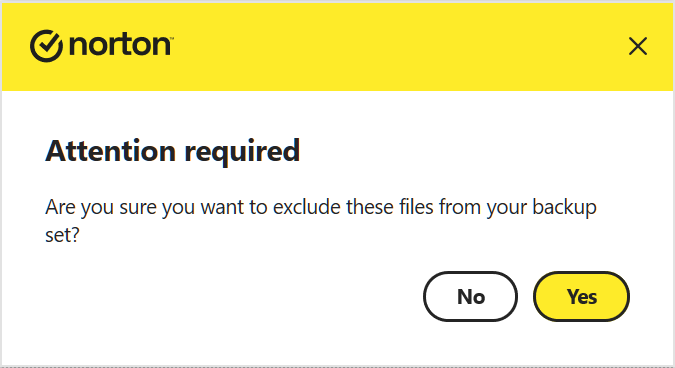 norton™
Attention required
Are you sure you want to exclude these files from your backup
set?
No
Yes